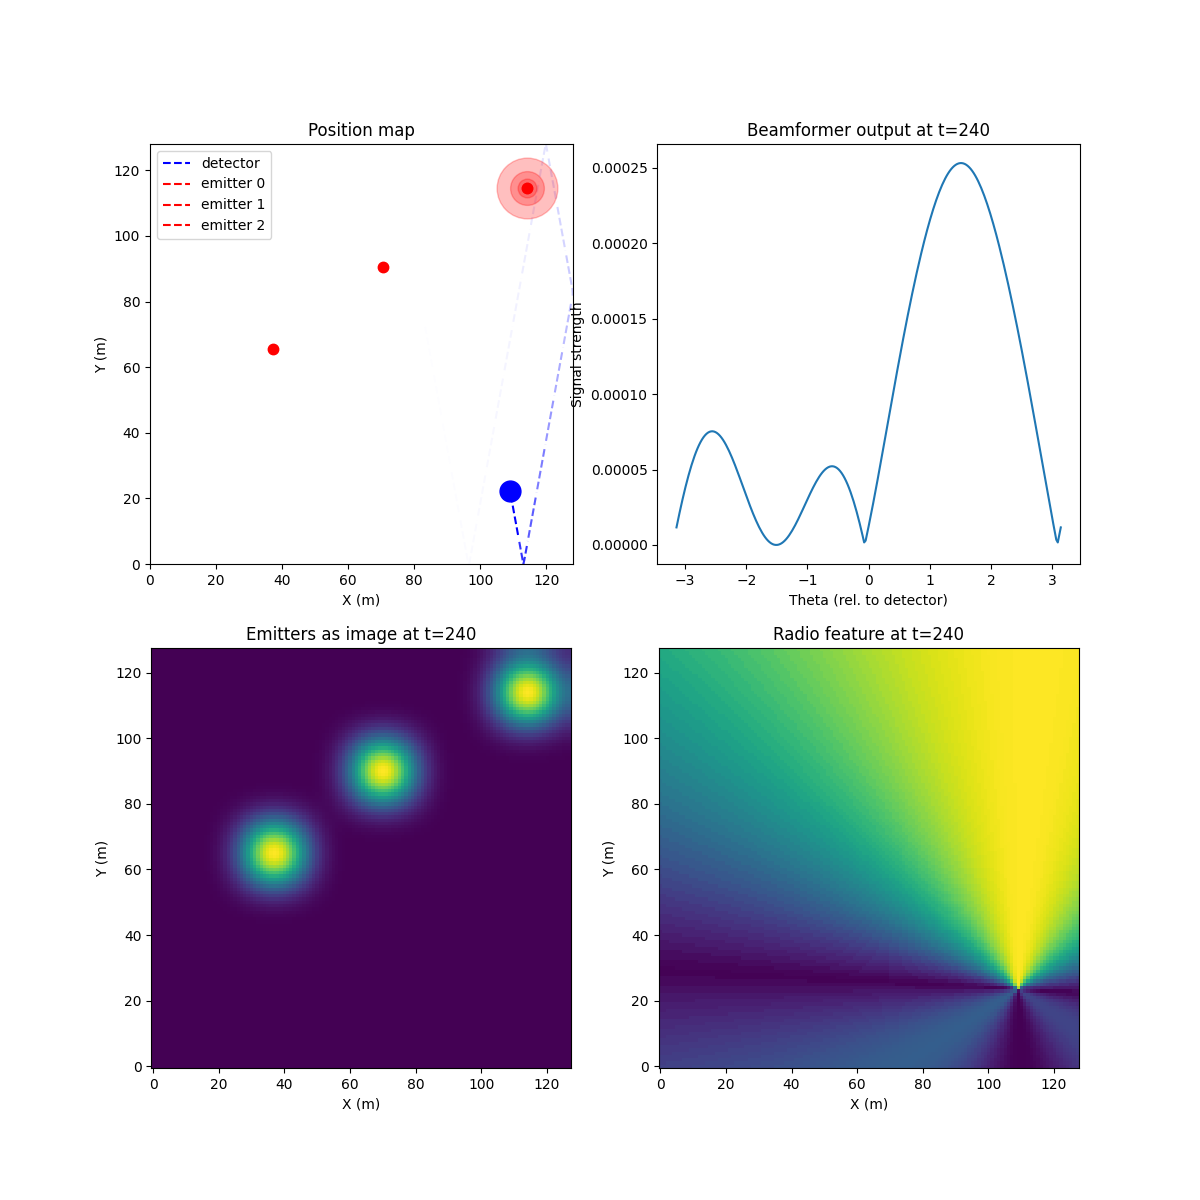 Position map
detector
emitter 0
emitter 1
emitter 2
120
100
80
60
40
20
0
Y (m)
0 20 40 60 80 100 120
X (m)
Beamformer output at t=240
0.00025
0.00020
0.00015
0.00010
0.00005
0.00000
Signal strength
−3 −2 −1 0 1 2 3
Theta (rel. to detector)
Emitters as image at t=240
120
100
80
60
40
20
0
Y (m)
0 20 40 60 80 100 120
X (m)
Radio feature at t=240
120
100
80
60
40
20
0
Y (m)
0 20 40 60 80 100 120
X (m)